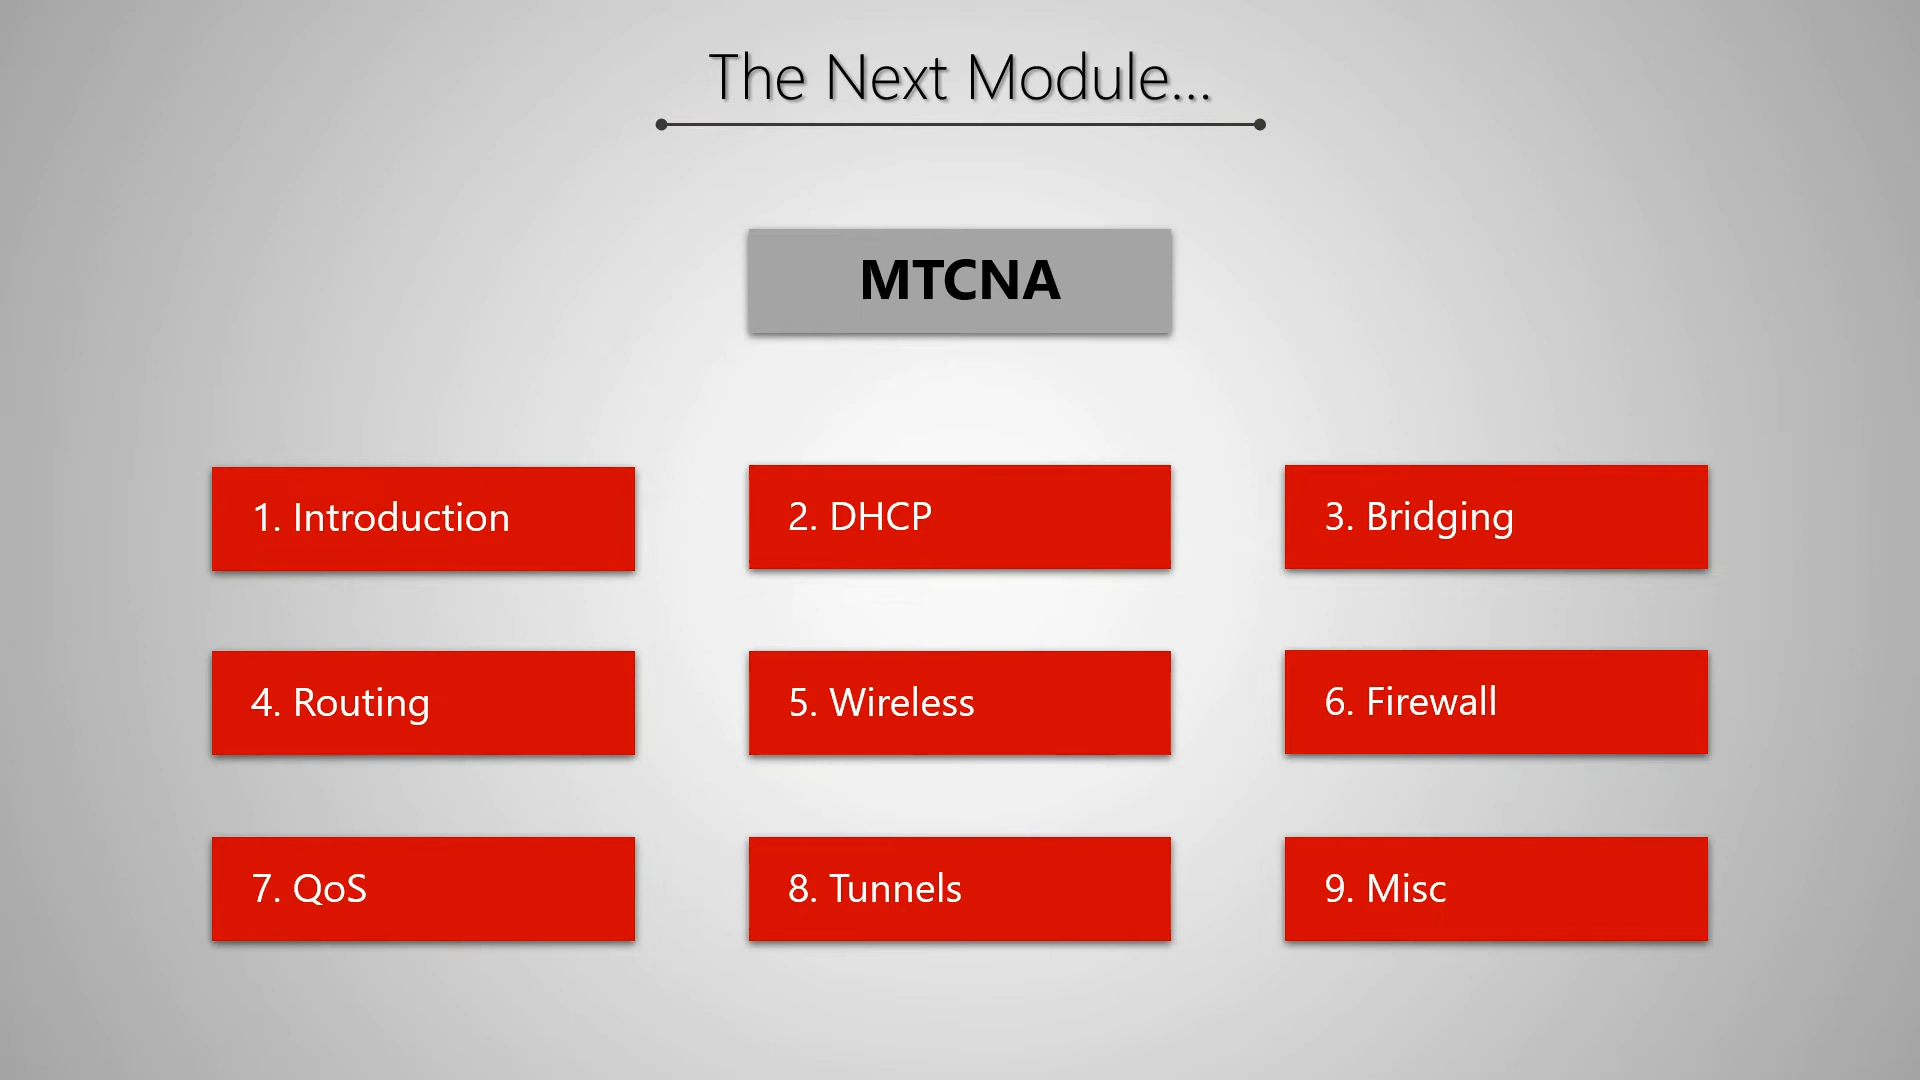 The Next Module...
MTCNA
1. Introduction
2. DHCP
3. Bridging
4. Routing
5. Wireless
6. Firewall
7. QoS
8. Tunnels
9. Misc